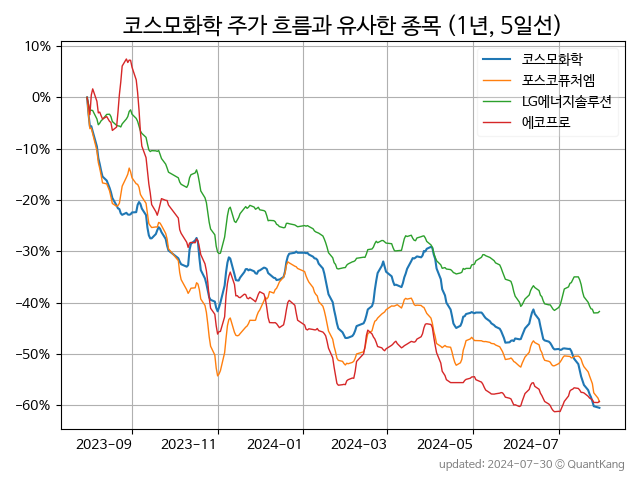 코스모화학 주가 흐름과 유사한 종목 (1년, 5일선)
10%
0%
-10%
-20%
-30%
-40%
-50%
-60%
코스모화학
포스코퓨처엠
LG에너지솔루션
에코프로
2023-09
2023-11
2024-01
2024-03
2024-05
2024-07
updated: 2024-07-30 © QuantKang